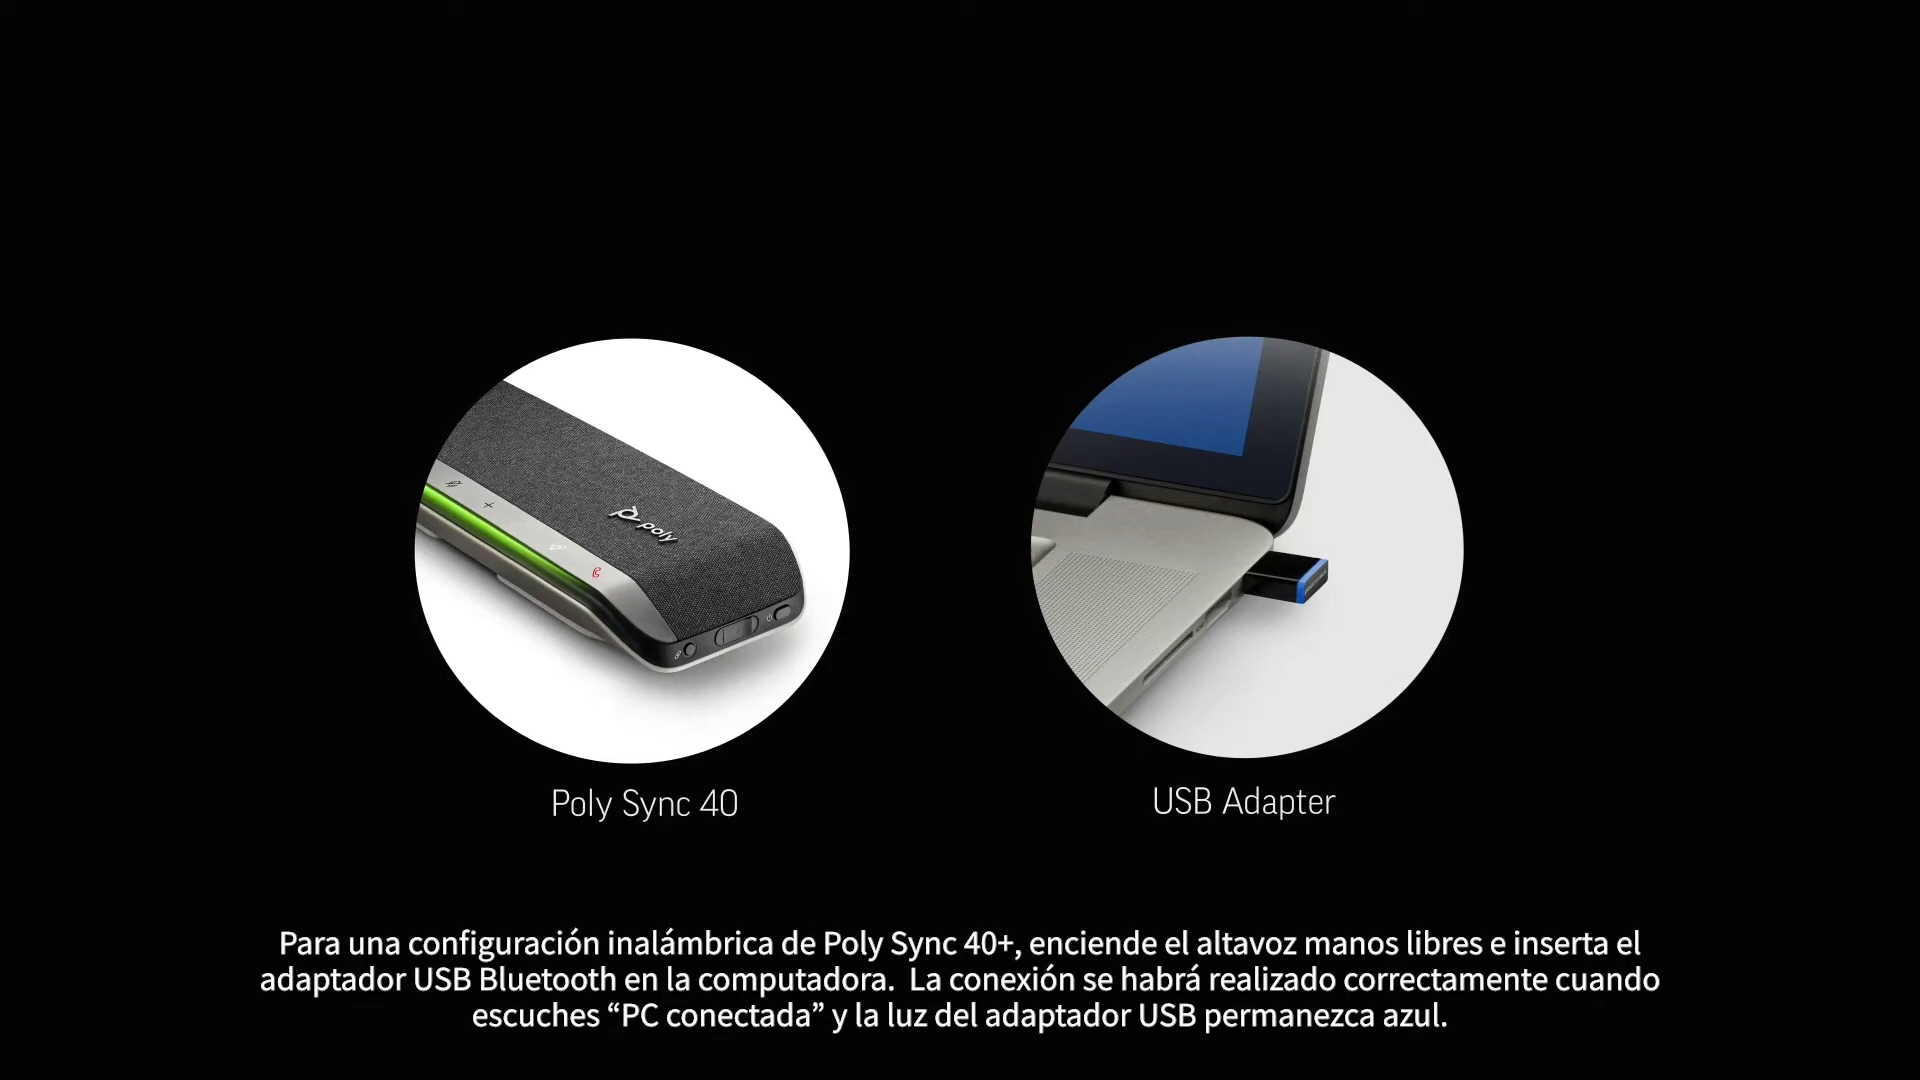 poly
Poly Sync 40
USB Adapter
Para una configuración inalámbrica de Poly Sync 40+, enciende el altavoz manos libres e inserta el
adaptador USB Bluetooth en la computadora.  La conexión se habrá realizado correctamente cuando
escuches “PC conectada” y la luz del adaptador USB permanezca azul.